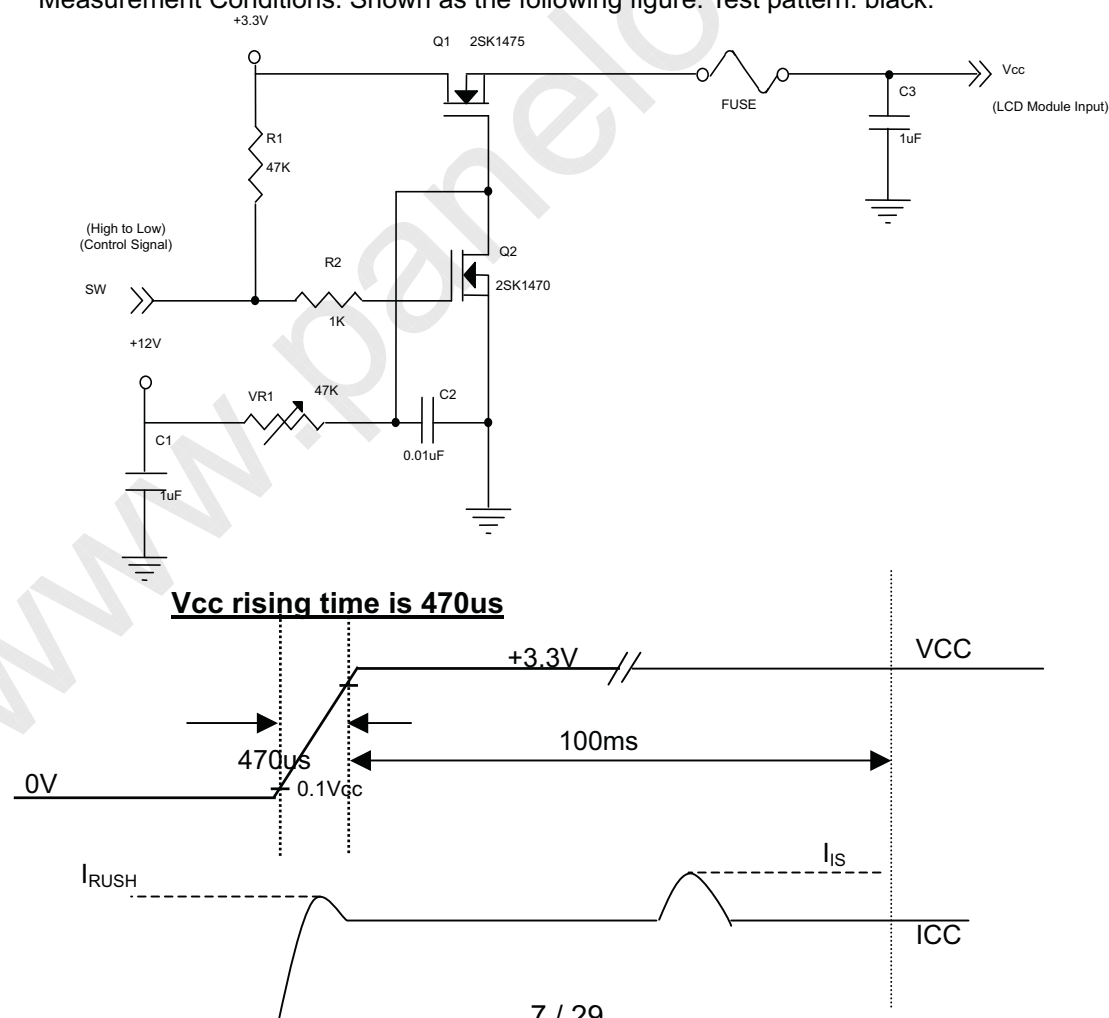 Measurement Conditions: Shown as the following figure. Test pattern: black.
+3.3V
Q1 2SK1475
Vcc
FUSE
C3
(LCD Module Input)
R1
1uF
47K
(High to Low)
(Control Signal)
Q2
R2
2SK1470
SW
1K
+12V
VR1
47K
C2
C1
0.01uF
1uF
Vcc rising time is 470us
+3.3V
VCC
470us
100ms
0V
0.1Vcc
IRUSH
IIS
ICC
7 / 29
www.panelo